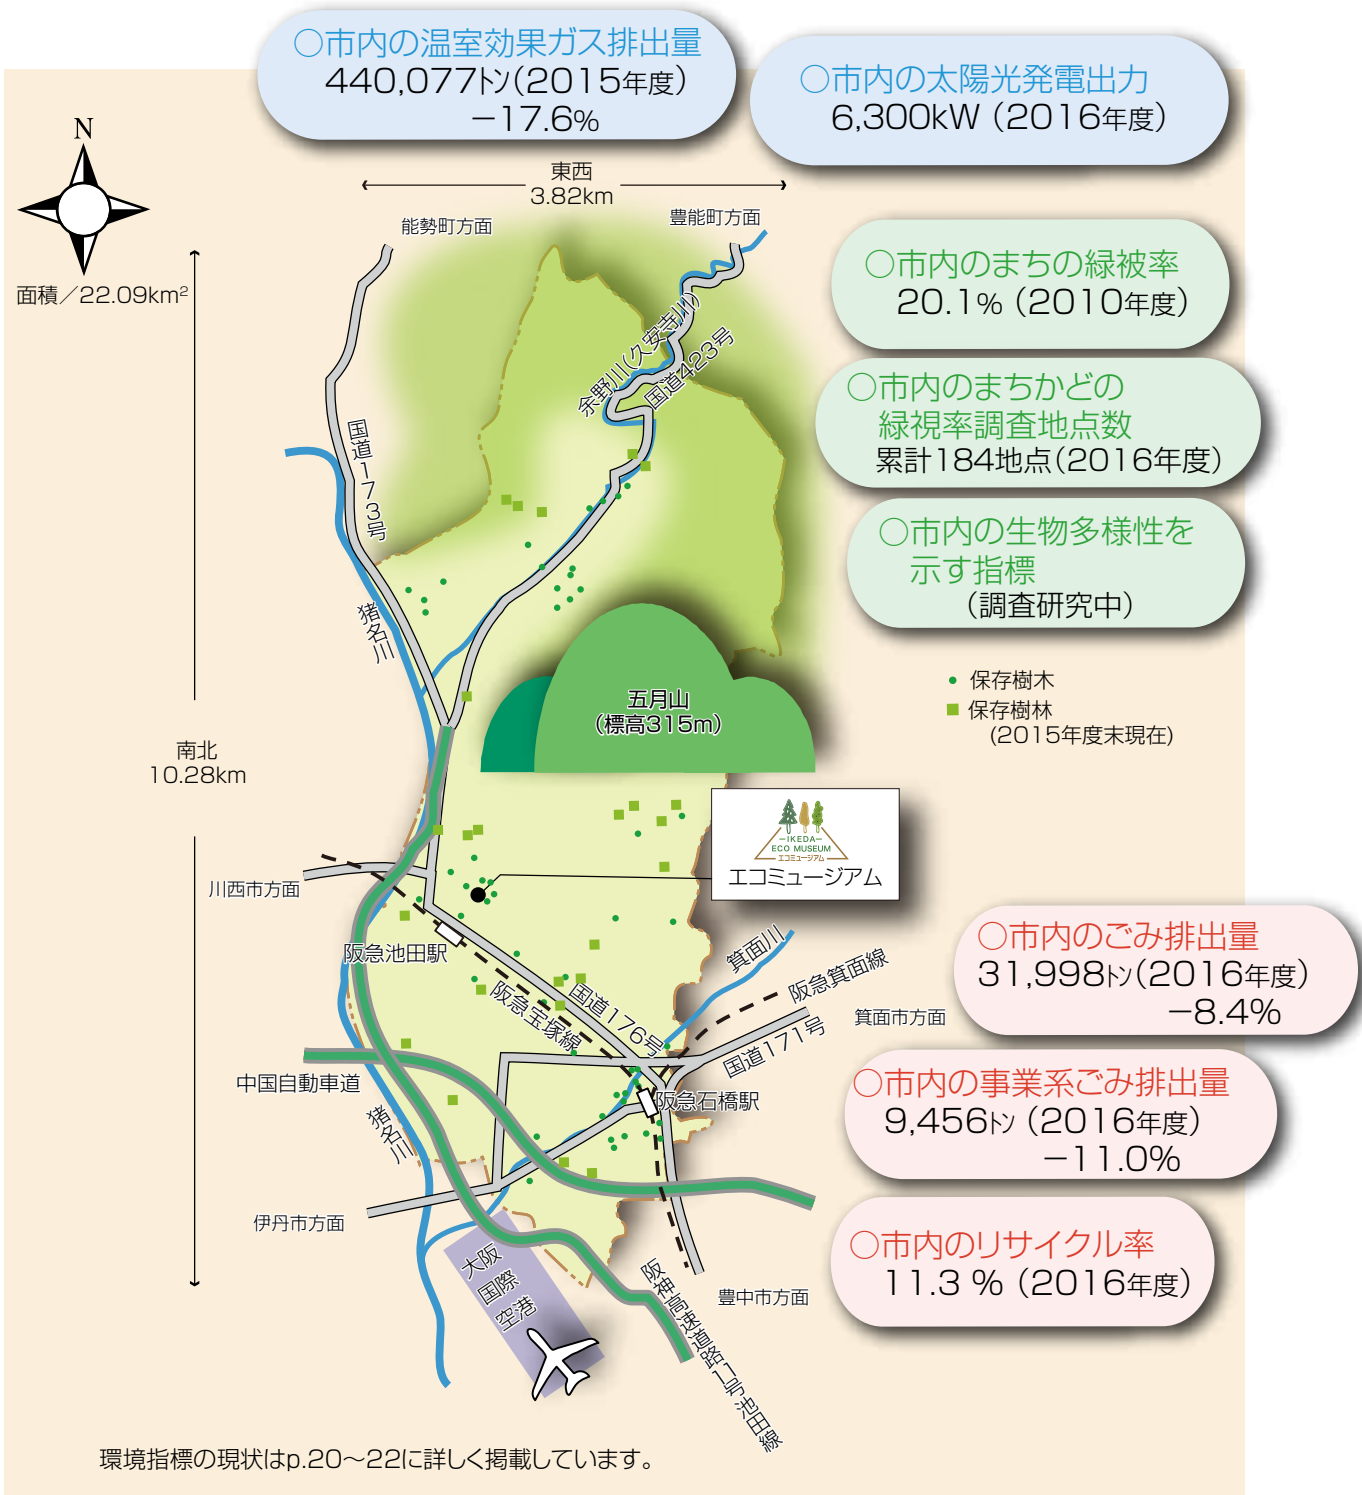 ○市内の温室効果ガス排出量
440,077トン(2015年度)
−17.6%
○市内の太陽光発電出力
6,300kW (2016年度)
N
面積／22.09km²
東西
3.82km
能勢町方面
豊能町方面
○市内のまちの緑被率
20.1% (2010年度)
余野川(久安寺川)
国道423号
○市内のまちかどの
緑視率調査地点数
累計184地点(2016年度)
国道173号
○市内の生物多様性を
示す指標
(調査研究中)
猪名川
五月山
(標高315m)
保存樹木
保存樹林
(2015年度末現在)
南北
10.28km
IKEDA
ECO MUSEUM
エコミュージアム
エコミュージアム
川西市方面
阪急池田駅
箕面川
阪急箕面線
○市内のごみ排出量
31,998トン(2016年度)
−8.4%
阪急宝塚線
国道176号
国道171号
箕面市方面
中国自動車道
阪急石橋駅
○市内の事業系ごみ排出量
9,456トン (2016年度)
−11.0%
猪名川
伊丹市方面
大阪
国際
空港
阪神高速道路11号池田線
豊中市方面
○市内のリサイクル率
11.3 % (2016年度)
環境指標の現状はp.20〜22に詳しく掲載しています。